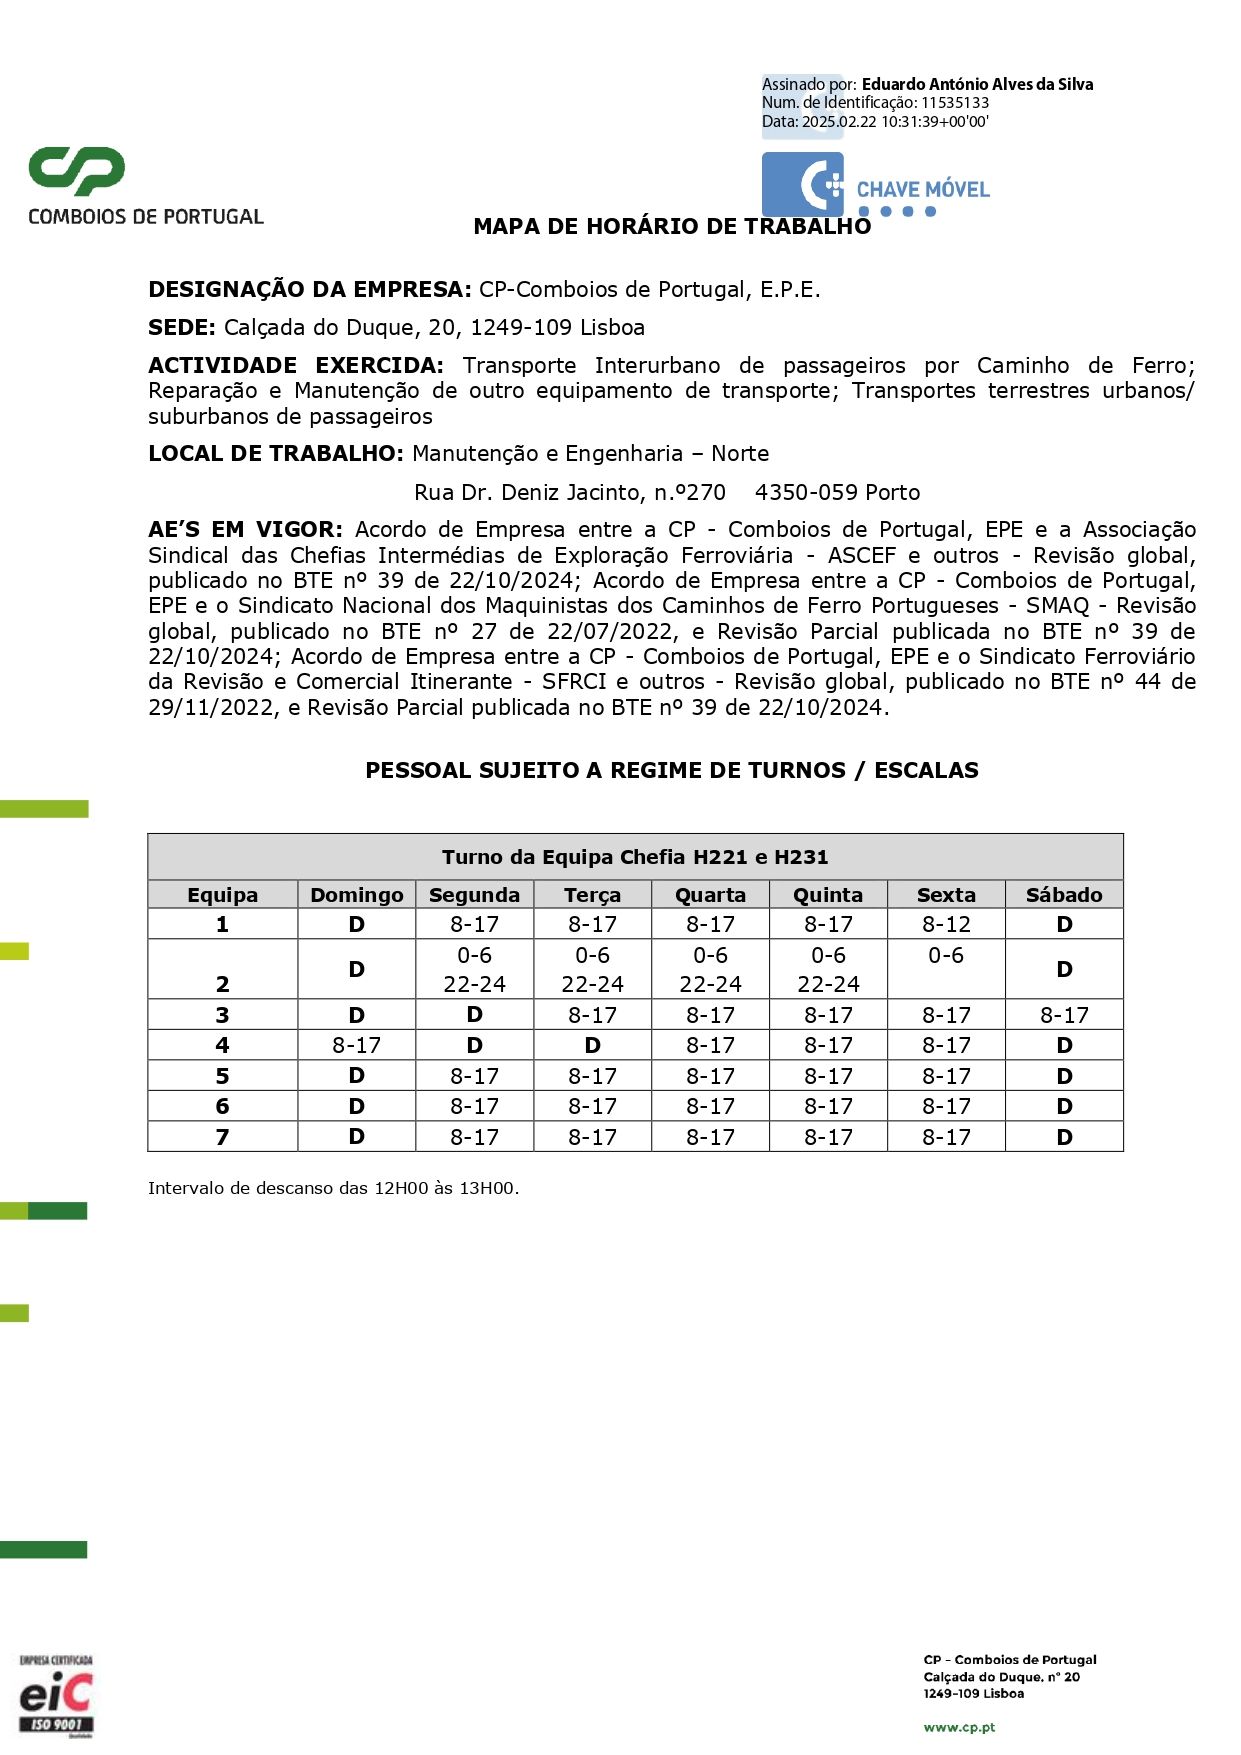 Assinado por: Eduardo António Alves da Silva
Num. de Identificação: 11535133
Data: 2025.02.22 10:31:39+00'00'
CHAVE MÓVEL
COMBOIOS DE PORTUGAL
MAPA DE HORÁRIO DE TRABALHO
DESIGNAÇÃO DA EMPRESA: CP-Comboios de Portugal, E.P.E.
SEDE: Calçada do Duque, 20, 1249-109 Lisboa
ACTIVIDADE EXERCIDA: Transporte Interurbano de passageiros por Caminho de Ferro;
Reparação e Manutenção de outro equipamento de transporte; Transportes terrestres urbanos/
suburbanos de passageiros
LOCAL DE TRABALHO: Manutenção e Engenharia – Norte
Rua Dr. Deniz Jacinto, n.º270 4350-059 Porto
AE’S EM VIGOR: Acordo de Empresa entre a CP - Comboios de Portugal, EPE e a Associação
Sindical das Chefias Intermédias de Exploração Ferroviária - ASCEF e outros - Revisão global,
publicado no BTE nº 39 de 22/10/2024; Acordo de Empresa entre a CP - Comboios de Portugal,
EPE e o Sindicato Nacional dos Maquinistas dos Caminhos de Ferro Portugueses - SMAQ - Revisão
global, publicado no BTE nº 27 de 22/07/2022, e Revisão Parcial publicada no BTE nº 39 de
22/10/2024; Acordo de Empresa entre a CP - Comboios de Portugal, EPE e o Sindicato Ferroviário
da Revisão e Comercial Itinerante - SFRCI e outros - Revisão global, publicado no BTE nº 44 de
29/11/2022, e Revisão Parcial publicada no BTE nº 39 de 22/10/2024.
PESSOAL SUJEITO A REGIME DE TURNOS / ESCALAS
Turno da Equipa Chefia H221 e H231
Equipa Domingo Segunda Terça Quarta Quinta Sexta Sábado
1 D 8-17 8-17 8-17 8-17 8-12 D
0-6 0-6 0-6 0-6 0-6
2 D 22-24 22-24 22-24 22-24 D
3 D D 8-17 8-17 8-17 8-17 8-17
4 8-17 D D 8-17 8-17 8-17 D
5 D 8-17 8-17 8-17 8-17 8-17 D
6 D 8-17 8-17 8-17 8-17 8-17 D
7 D 8-17 8-17 8-17 8-17 8-17 D
Intervalo de descanso das 12H00 às 13H00.
EMPRESA CERTIFICADA
eiC
ISO 9001
CP - Comboios de Portugal
Calçada do Duque, nº 20
1249-109 Lisboa
www.cp.pt